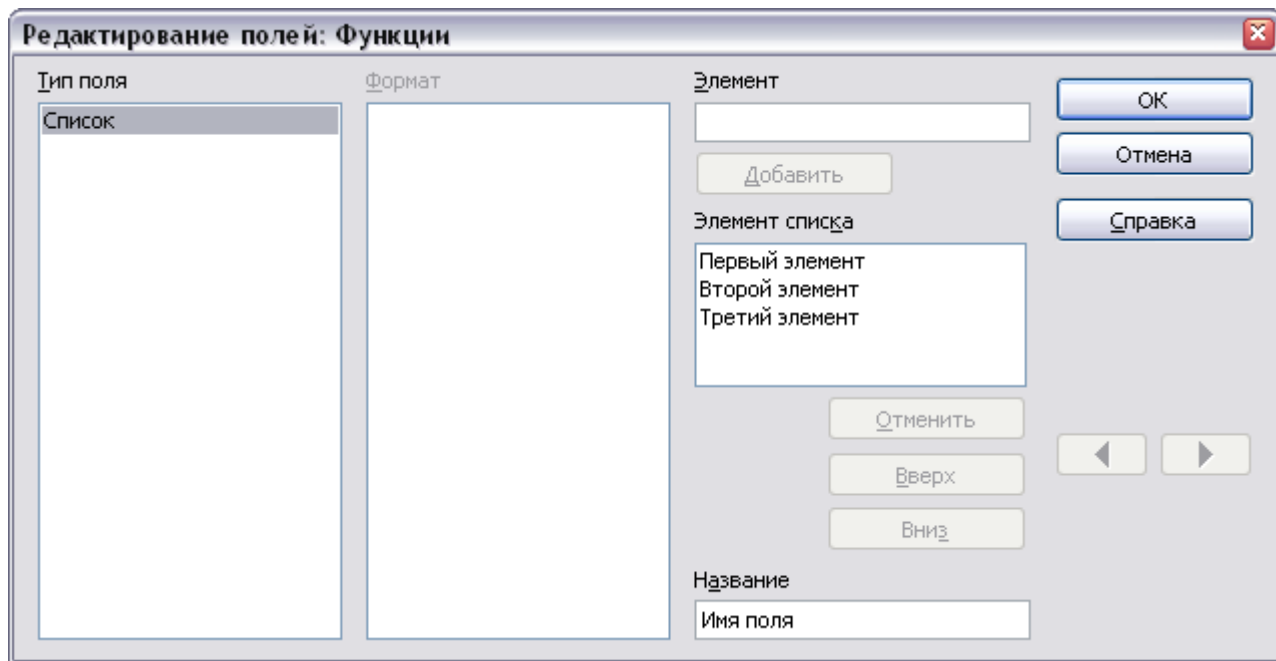 Редактирование полей: Функции
Тип поля
Список
Формат
Элемент
Добавить
Элемент списка
Первый элемент
Второй элемент
Третий элемент
Отменить
Вверх
Вниз
Название
Имя поля
ОК
Отмена
Справка